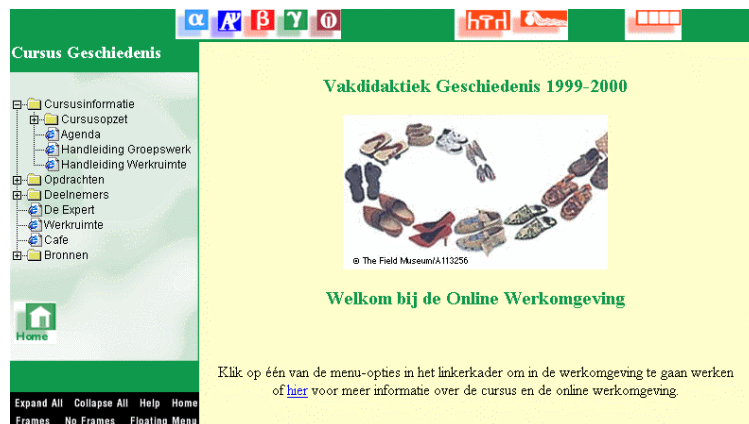 α Α β γ
Cursus Geschiedenis
Cursusinformatie
Cursusopzet
Agenda
Handleiding Groepswerk
Handleiding Werkruimte
Opdrachten
Deelnemers
De Expert
Werkruimte
Cafe
Bronnen
Home
Expand All Collapse All Help Home
Frames No Frames Floating Menu
Vakdidaktiek Geschiedenis 1999-2000
© The Field Museum/A113256
Welkom bij de Online Werkomgeving
Klik op één van de menu-opties in het linkerkader om in de werkomgeving te gaan werken
of hier voor meer informatie over de cursus en de online werkomgeving.